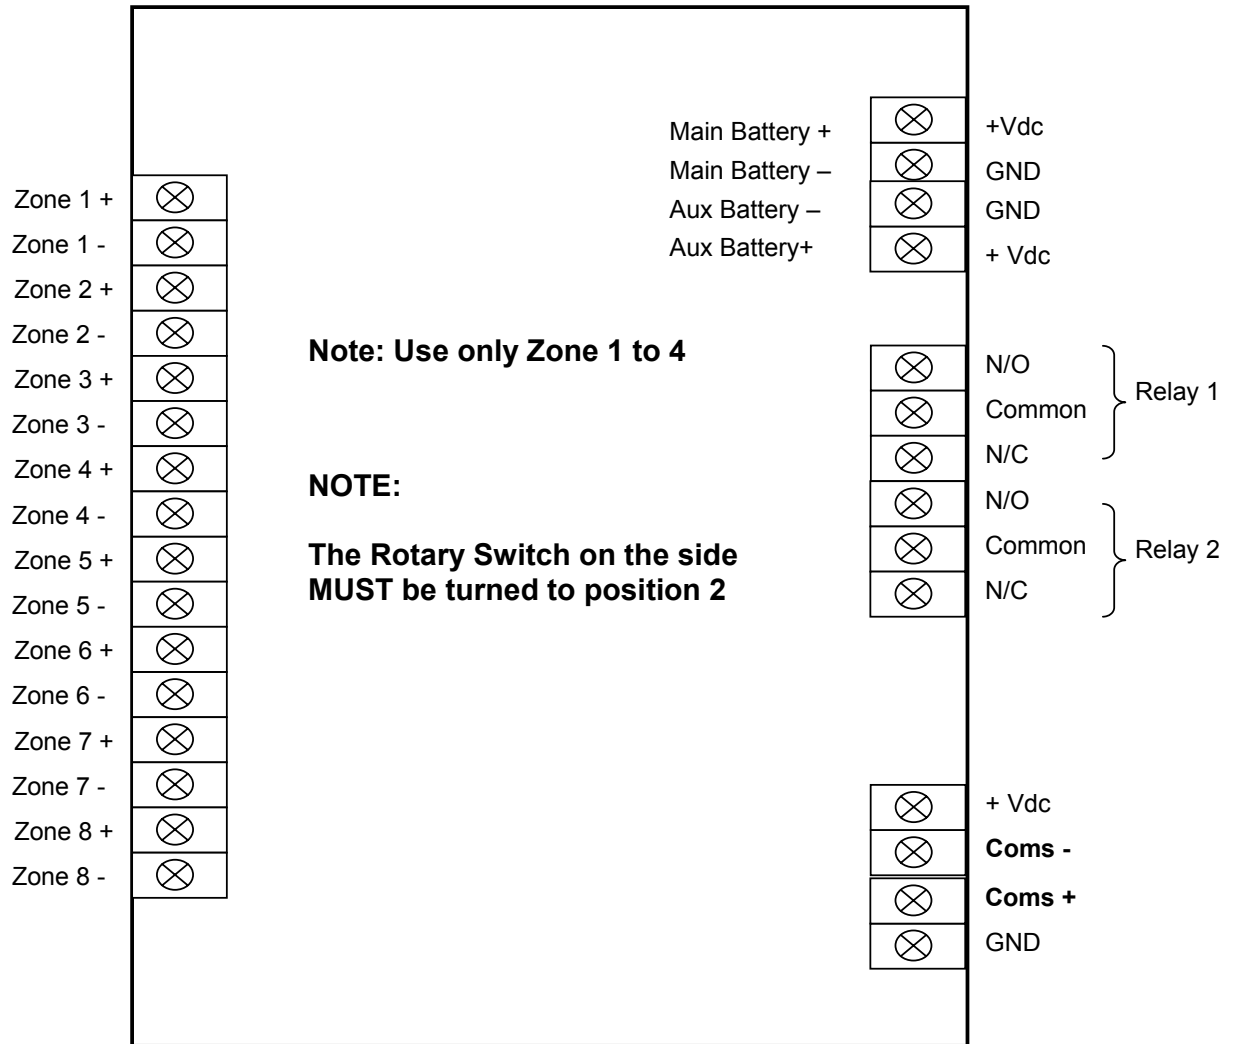 Zone 1 +
Zone 1 -
Zone 2 +
Zone 2 -
Zone 3 +
Zone 3 -
Zone 4 +
Zone 4 -
Zone 5 +
Zone 5 -
Zone 6 +
Zone 6 -
Zone 7 +
Zone 7 -
Zone 8 +
Zone 8 -
Note: Use only Zone 1 to 4
NOTE:
The Rotary Switch on the side
MUST be turned to position 2
Main Battery + +Vdc
Main Battery – GND
Aux Battery – GND
Aux Battery+ + Vdc
N/O
Common
N/C
Relay 1
N/O
Common
N/C
Relay 2
+ Vdc
Coms -
Coms +
GND